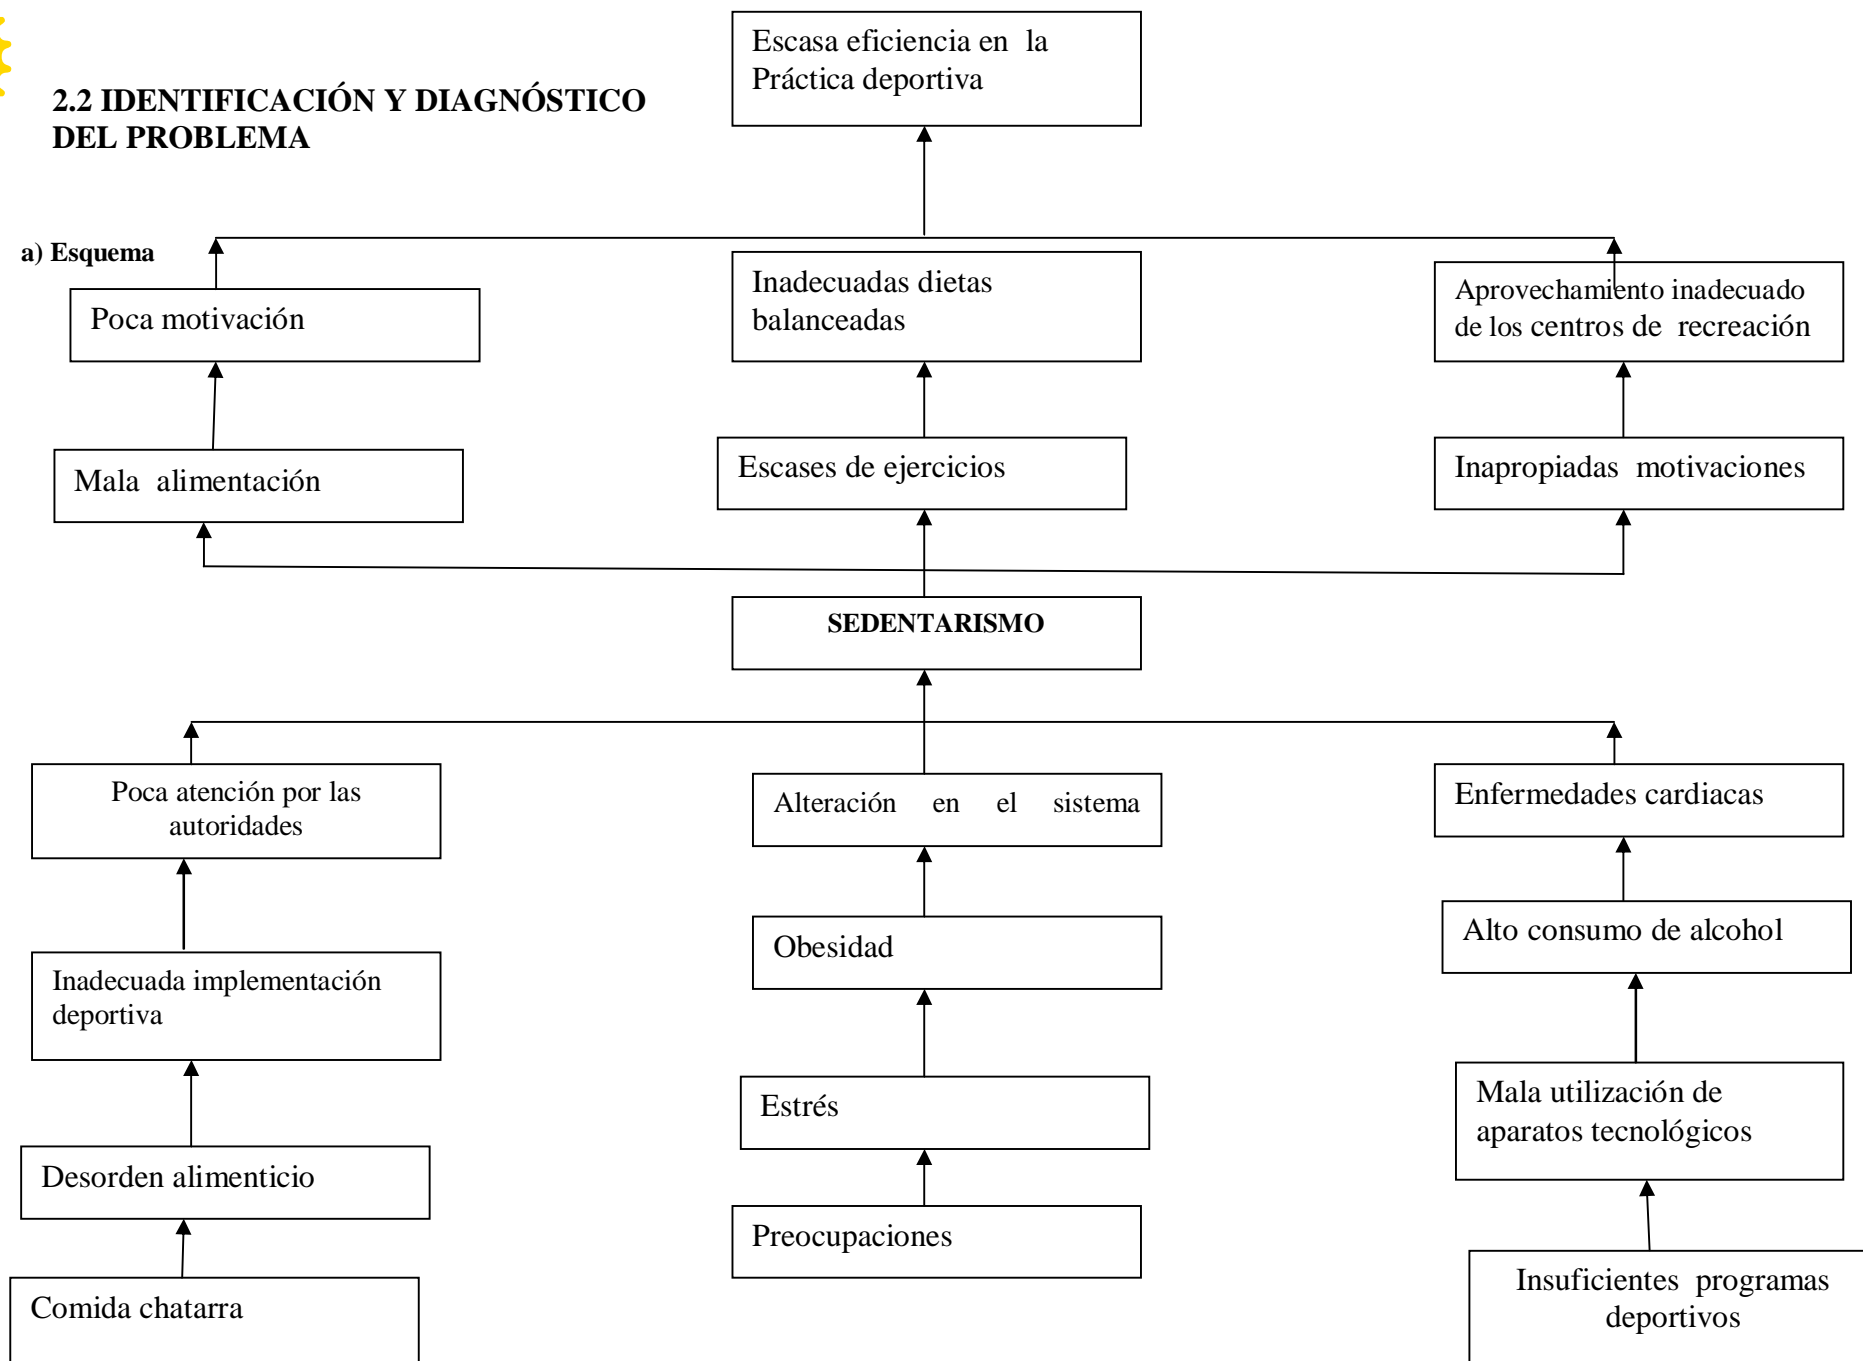 Escasa eficiencia en la
Práctica deportiva
2.2 IDENTIFICACIÓN Y DIAGNÓSTICO
DEL PROBLEMA
a) Esquema
Poca motivación
Inadecuadas dietas
balanceadas
Aprovechamiento inadecuado
de los centros de recreación
Mala alimentación
Escases de ejercicios
Inapropiadas motivaciones
SEDENTARISMO
Poca atención por las
autoridades
Alteración en el sistema
Enfermedades cardiacas
Inadecuada implementación
deportiva
Obesidad
Alto consumo de alcohol
Desorden alimenticio
Estrés
Mala utilización de
aparatos tecnológicos
Comida chatarra
Preocupaciones
Insuficientes programas
deportivos